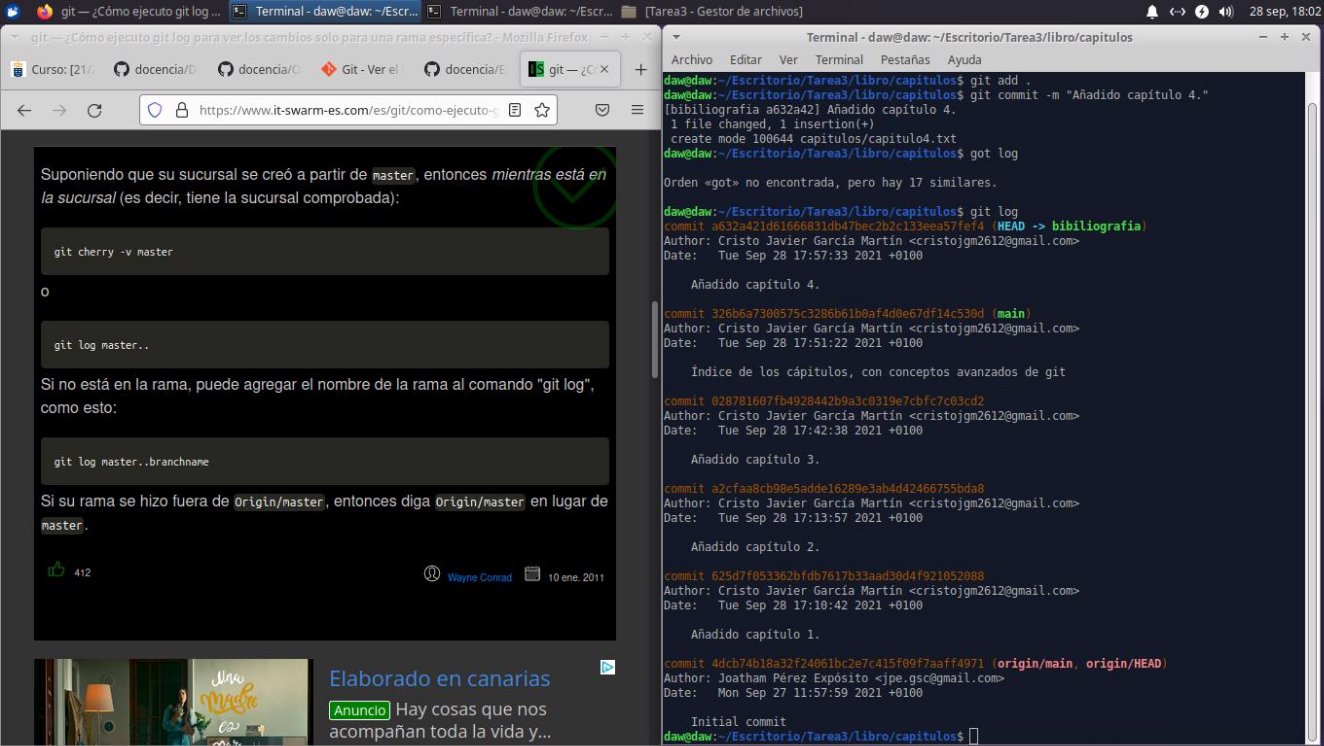 git — ¿Cómo ejecuto git log ...
Terminal - daw@daw: ~/Escr...
Terminal - daw@daw: ~/Escr...
[Tarea3 - Gestor de archivos]
28 sep, 18:02
git — ¿Cómo ejecuto git log para ver los cambios solo para una rama específica? - Mozilla Firefox
Curso: [21/
docencia/D
docencia/
Git - Ver el
docencia/E
git — ¿Có
https://www.it-swarm-es.com/es/git/como-ejecuto-g
Suponiendo que su sucursal se creó a partir de master, entonces mientras está en
la sucursal (es decir, tiene la sucursal comprobada):
git cherry -v master
o
git log master..
Si no está en la rama, puede agregar el nombre de la rama al comando "git log",
como esto:
git log master..branchname
Si su rama se hizo fuera de Origin/master, entonces diga Origin/master en lugar de
master.
412
Wayne Conrad
10 ene. 2011
Una
Madre
es
Elaborado en canarias
Anuncio Hay cosas que nos
acompañan toda la vida y...
Terminal - daw@daw: ~/Escritorio/Tarea3/libro/capitulos
Archivo Editar Ver Terminal Pestañas Ayuda
daw@daw:~/Escritorio/Tarea3/libro/capitulos$ git add .
daw@daw:~/Escritorio/Tarea3/libro/capitulos$ git commit -m "Añadido capítulo 4."
[bibiliografia a632a42] Añadido capítulo 4.
1 file changed, 1 insertion(+)
create mode 100644 capitulos/capitulo4.txt
daw@daw:~/Escritorio/Tarea3/libro/capitulos$ got log
Orden «got» no encontrada, pero hay 17 similares.
daw@daw:~/Escritorio/Tarea3/libro/capitulos$ git log
commit a632a421d61666831db47bec2b2c133eea57fef4 (HEAD -> bibiliografia)
Author: Cristo Javier García Martín <cristojgm2612@gmail.com>
Date: Tue Sep 28 17:57:33 2021 +0100
Añadido capítulo 4.
commit 326b6a7300575c3286b61b0af4d0e67df14c530d (main)
Author: Cristo Javier García Martín <cristojgm2612@gmail.com>
Date: Tue Sep 28 17:51:22 2021 +0100
Índice de los cápitulos, con conceptos avanzados de git
commit 028781607fb4928442b9a3c0319e7cbfc7c03cd2
Author: Cristo Javier García Martín <cristojgm2612@gmail.com>
Date: Tue Sep 28 17:42:38 2021 +0100
Añadido capítulo 3.
commit a2cfaa8cb98e5adde16289e3ab4d42466755bda8
Author: Cristo Javier García Martín <cristojgm2612@gmail.com>
Date: Tue Sep 28 17:13:57 2021 +0100
Añadido capítulo 2.
commit 625d7f053362bfdb7617b33aad30d4f921052088
Author: Cristo Javier García Martín <cristojgm2612@gmail.com>
Date: Tue Sep 28 17:10:42 2021 +0100
Añadido capítulo 1.
commit 4dcb74b18a32f24061bc2e7c415f09f7aaff4971 (origin/main, origin/HEAD)
Author: Joatham Pérez Expósito <jpe.gsc@gmail.com>
Date: Mon Sep 27 11:57:59 2021 +0100
Initial commit
daw@daw:~/Escritorio/Tarea3/libro/capitulos$